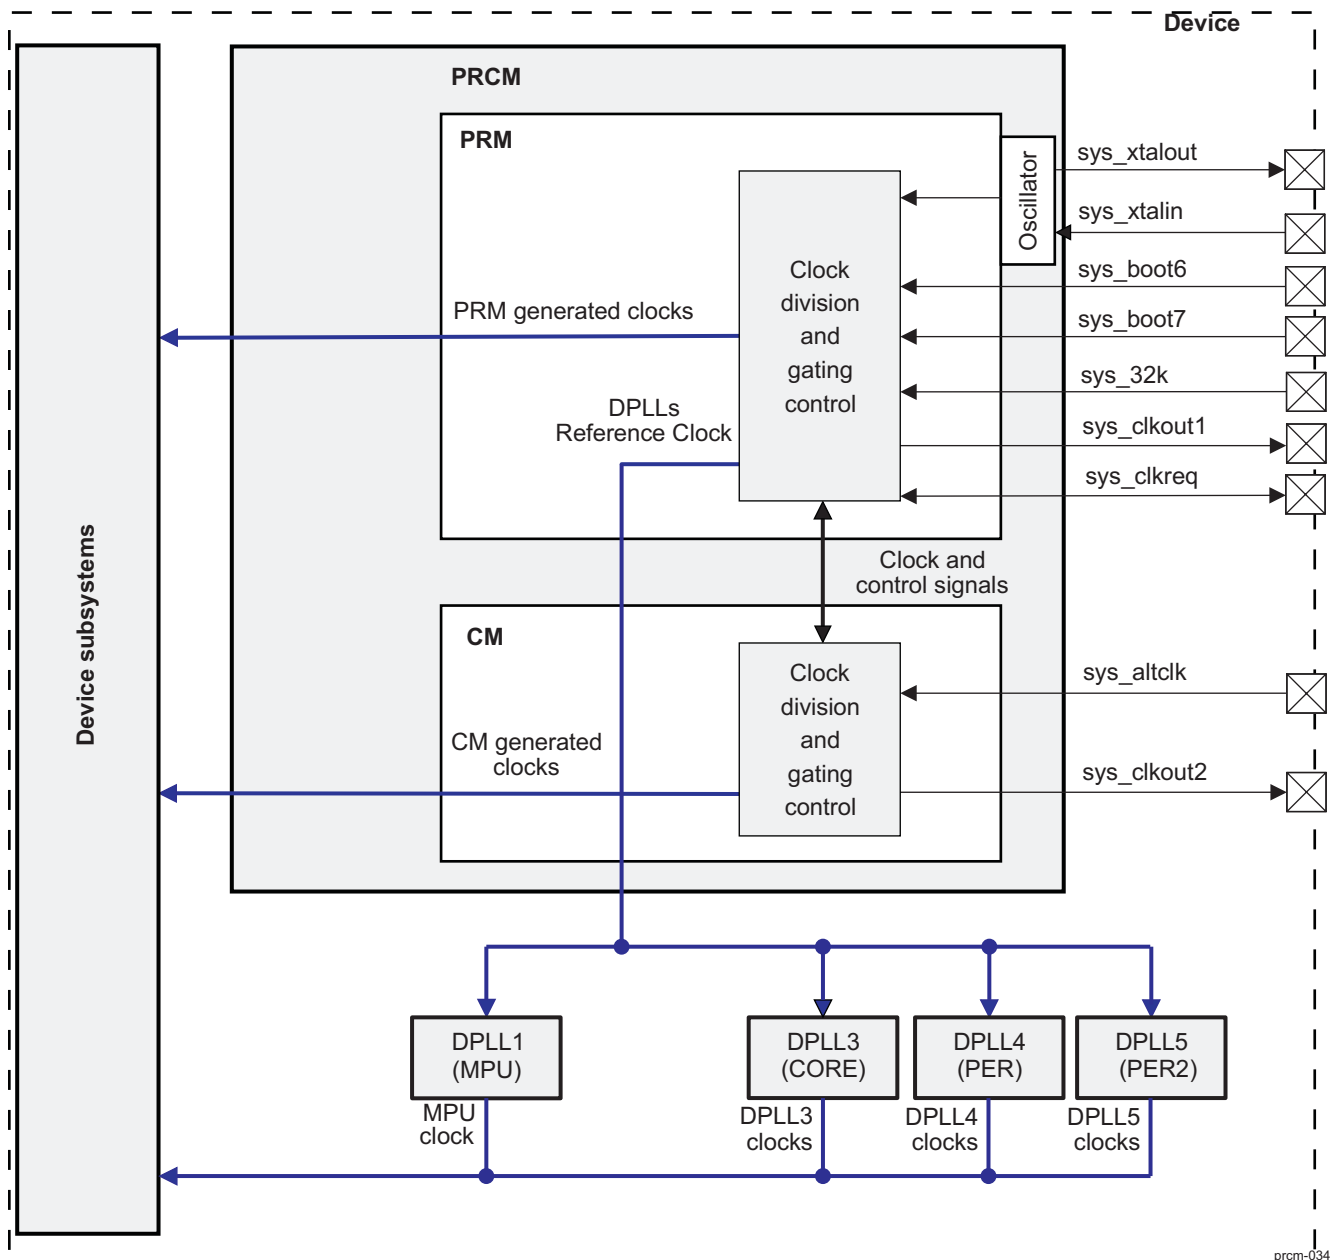 Device
PRCM
PRM
Oscillator
sys_xtalout
sys_xtalin
sys_boot6
sys_boot7
sys_32k
sys_clkout1
sys_clkreq
Clock
division
and
gating
control
PRM generated clocks
DPLLs
Reference Clock
Clock and
control signals
Device subsystems
CM
Clock
division
and
gating
control
CM generated
clocks
sys_altclk
sys_clkout2
DPLL1
(MPU)
DPLL3
(CORE)
DPLL4
(PER)
DPLL5
(PER2)
MPU
clock
DPLL3
clocks
DPLL4
clocks
DPLL5
clocks
prcm-034